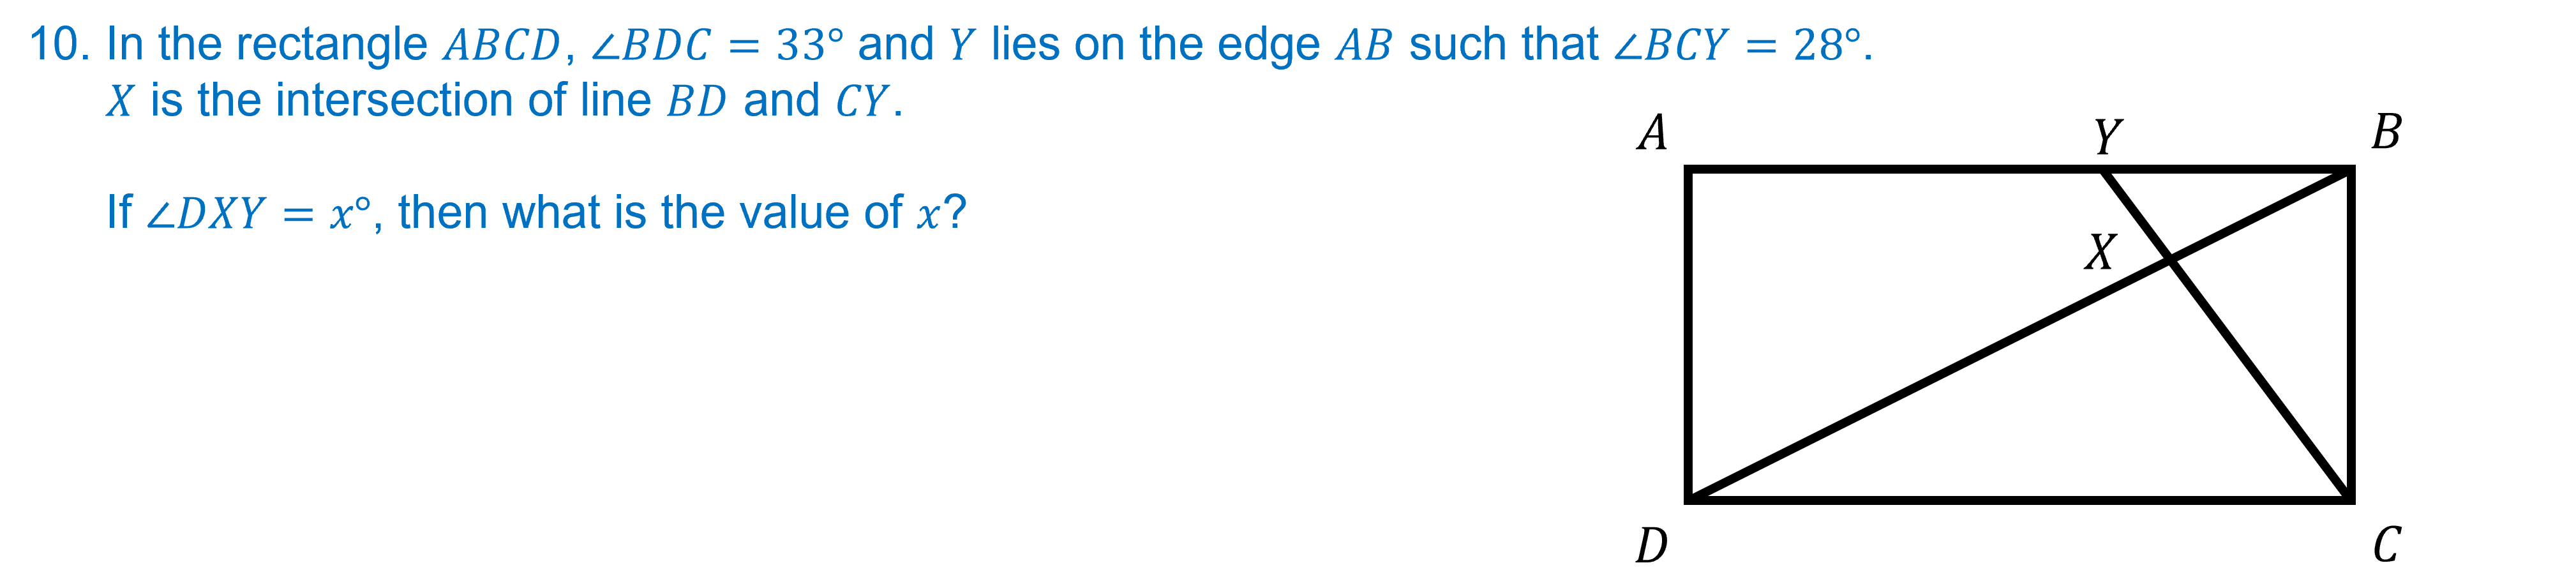 10. In the rectangle ABCD, ∠BDC = 33° and Y lies on the edge AB such that ∠BCY = 28°.
X is the intersection of line BD and CY.
If ∠DXY = x°, then what is the value of x?
A Y B
X
D C